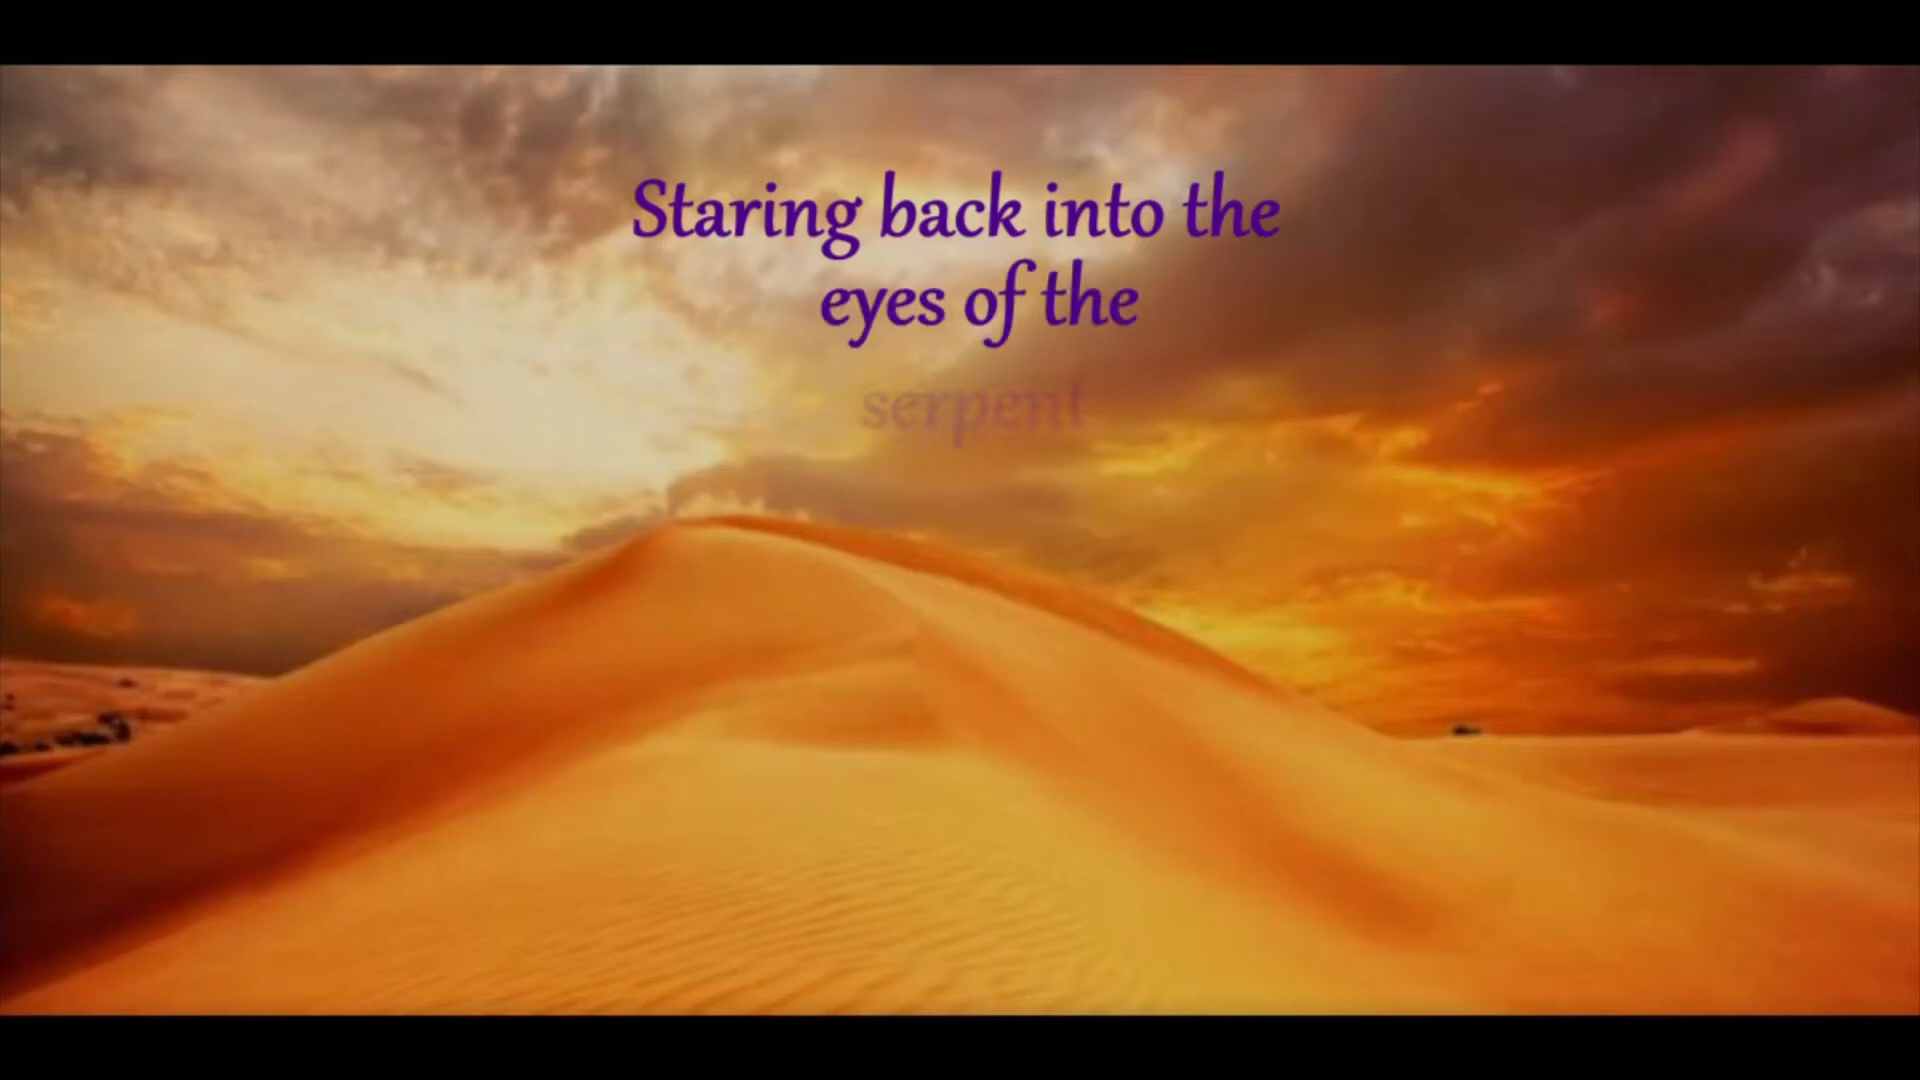 Staring back into the
eyes of the
serpent